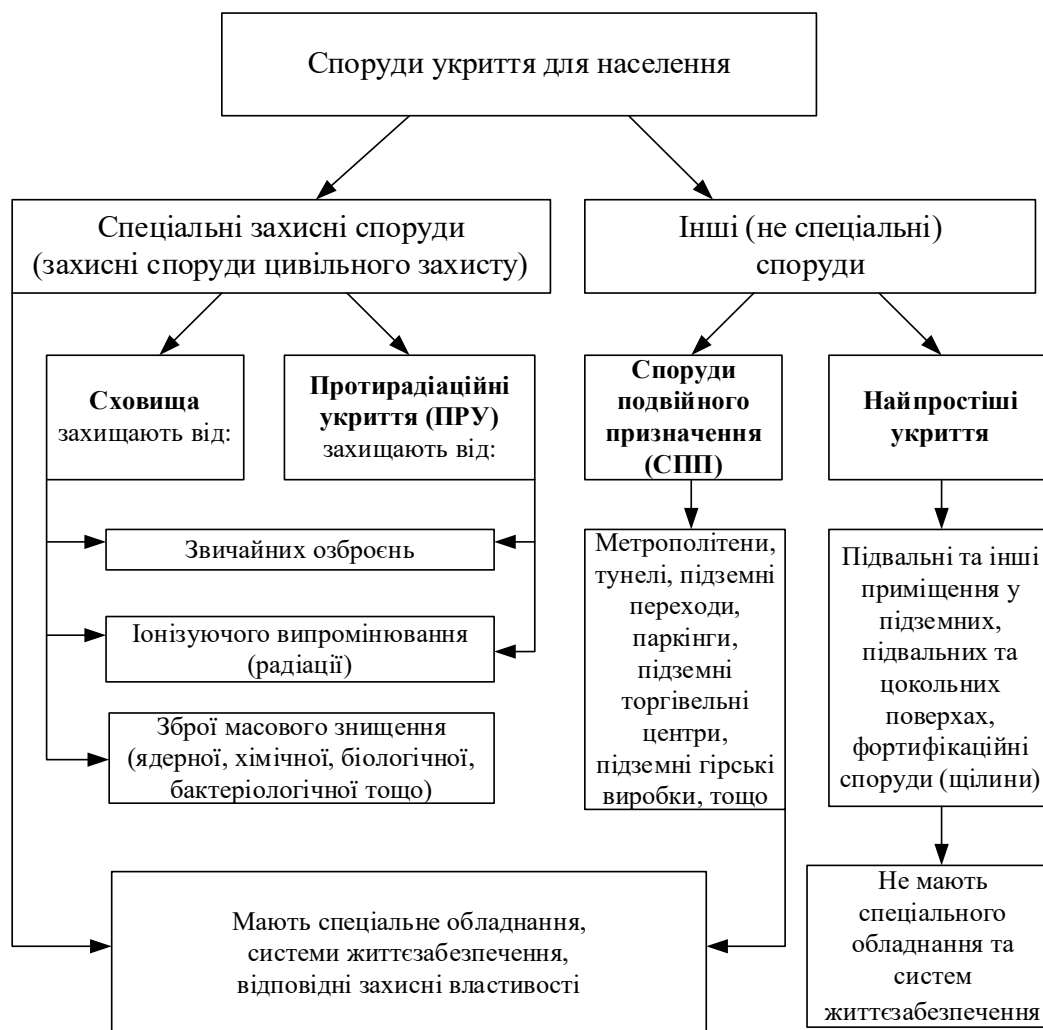 Споруди укриття для населення
Спеціальні захисні споруди
(захисні споруди цивільного захисту)
Інші (не спеціальні)
споруди
Сховища
захищають від:
Протирадіаційні
укриття (ПРУ)
захищають від:
Споруди
подвійного
призначення
(СПП)
Найпростіші
укриття
Звичайних озброєнь
Іонізуючого випромінювання
(радіації)
Зброї масового знищення
(ядерної, хімічної, біологічної,
бактеріологічної тощо)
Метрополітени,
тунелі, підземні
переходи,
паркінги,
підземні
торгівельні
центри,
підземні гірські
виробки, тощо
Підвальні та інші
приміщення у
підземних,
підвальних та
цокольних
поверхах,
фортифікаційні
споруди (щілини)
Мають спеціальне обладнання,
системи життєзабезпечення,
відповідні захисні властивості
Не мають
спеціального
обладнання та
систем
життєзабезпечення